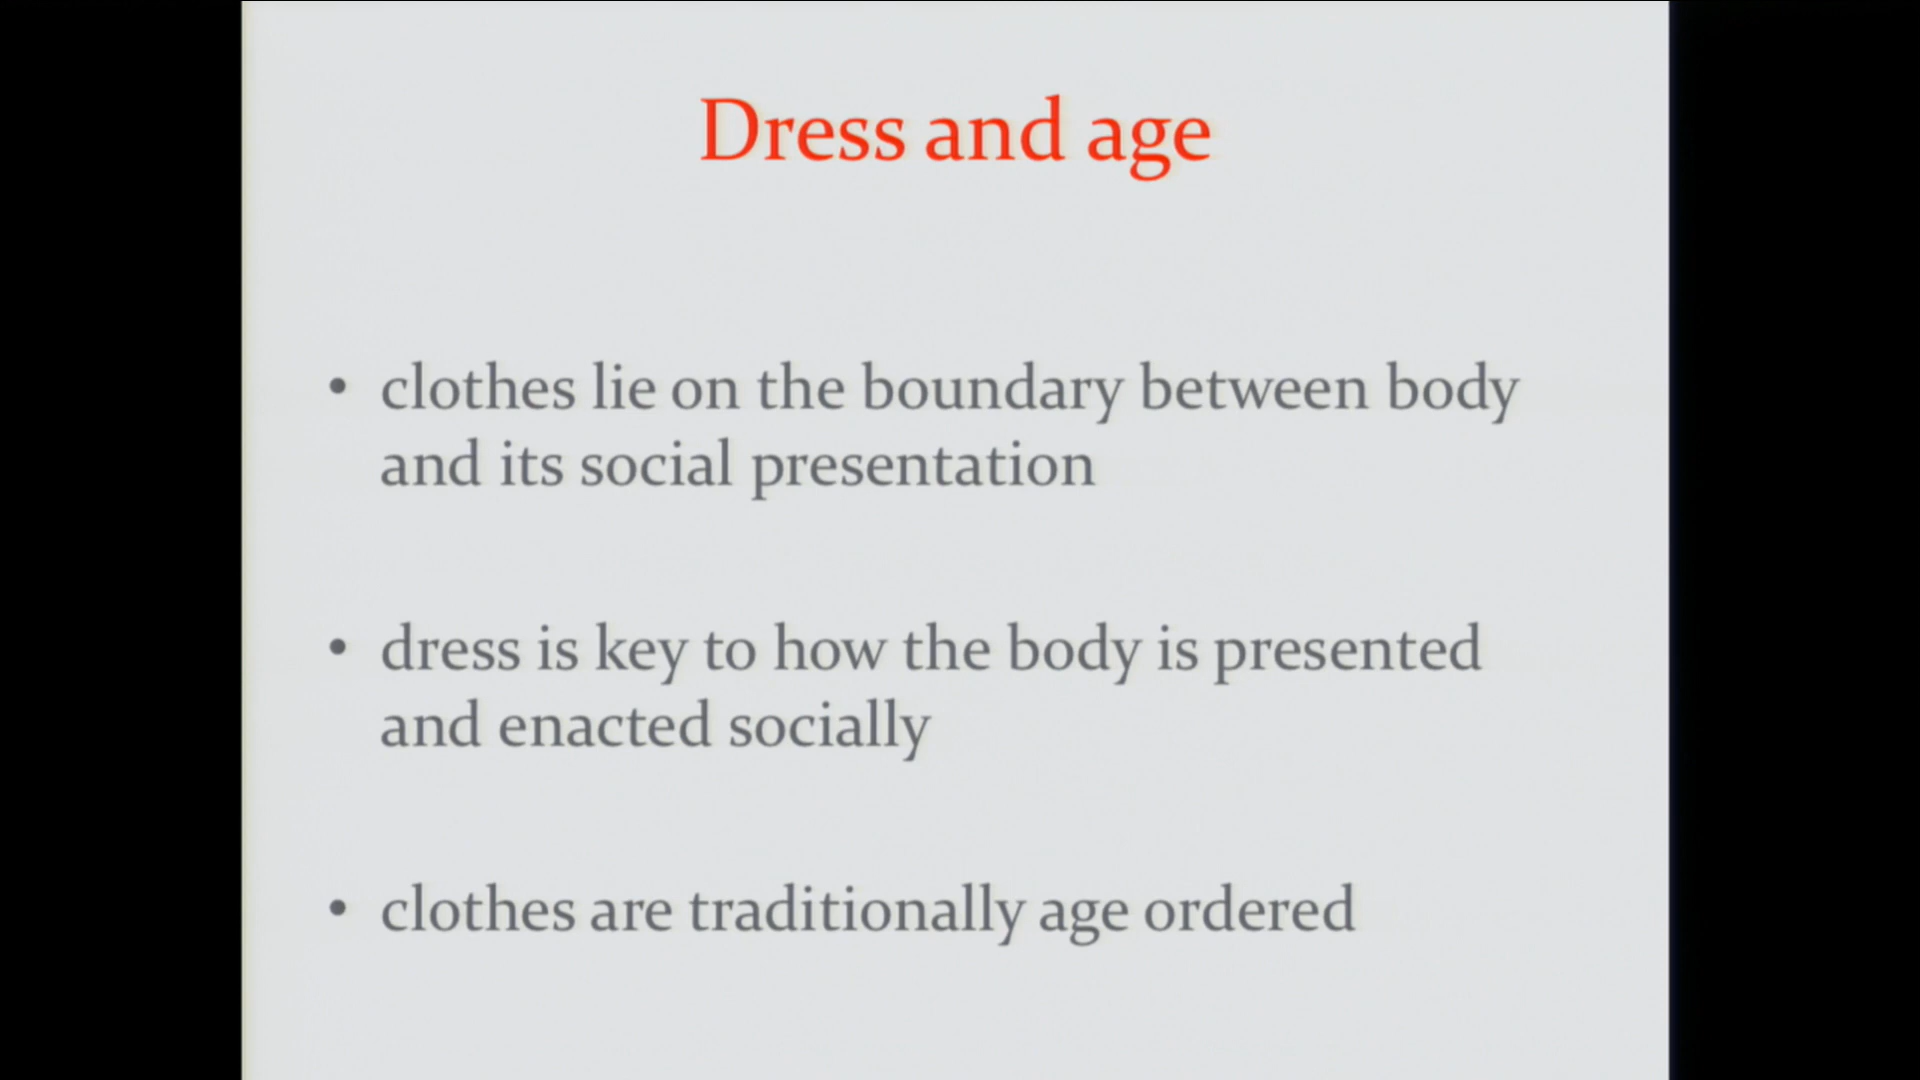 Dress and age
• clothes lie on the boundary between body
and its social presentation
• dress is key to how the body is presented
and enacted socially
• clothes are traditionally age ordered